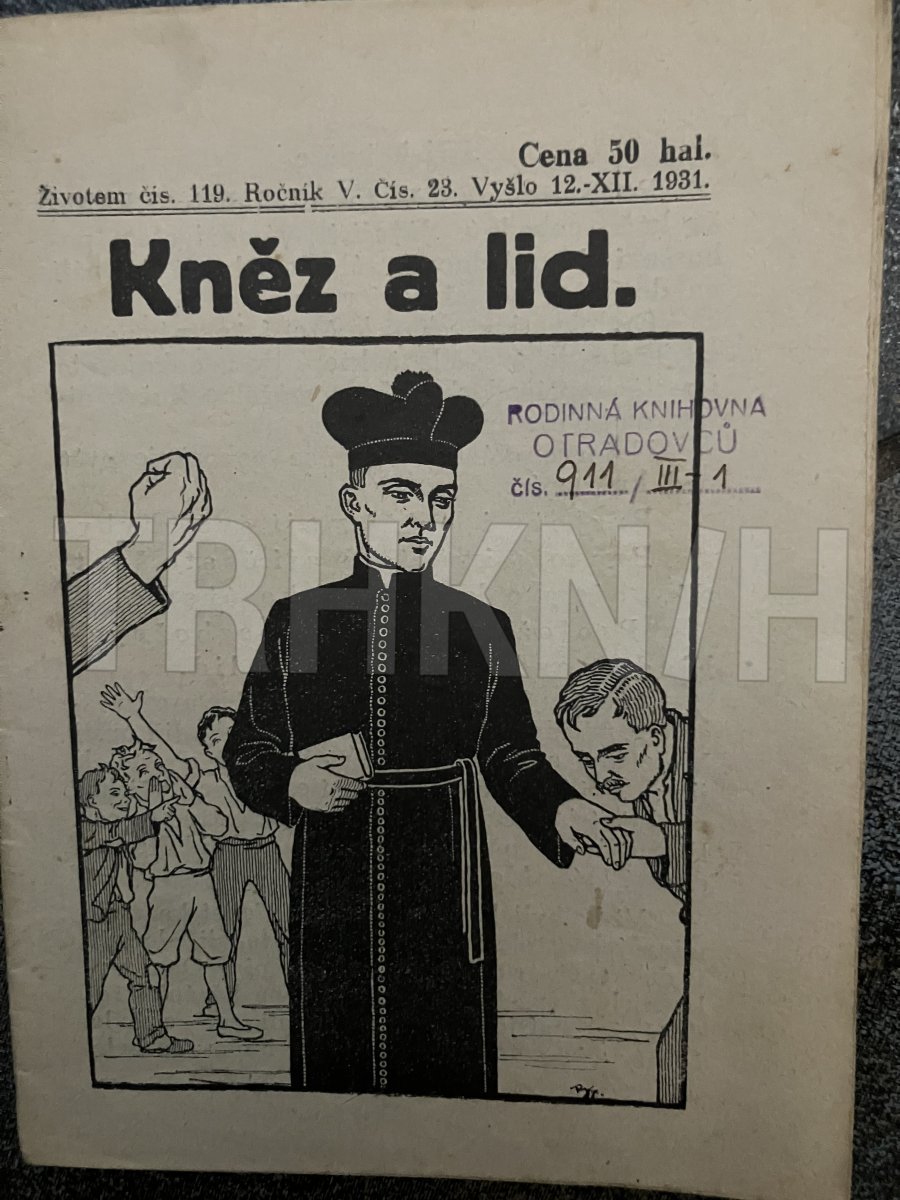 Cena 50 hal.
Životem čís. 119. Ročník V. Čís. 23. Vyšlo 12.-XII. 1931.
Kněz a lid.
RODINNÁ KNIHOVNA
OTRADOVCŮ
čís. 911 / III-1
TRHKNIH